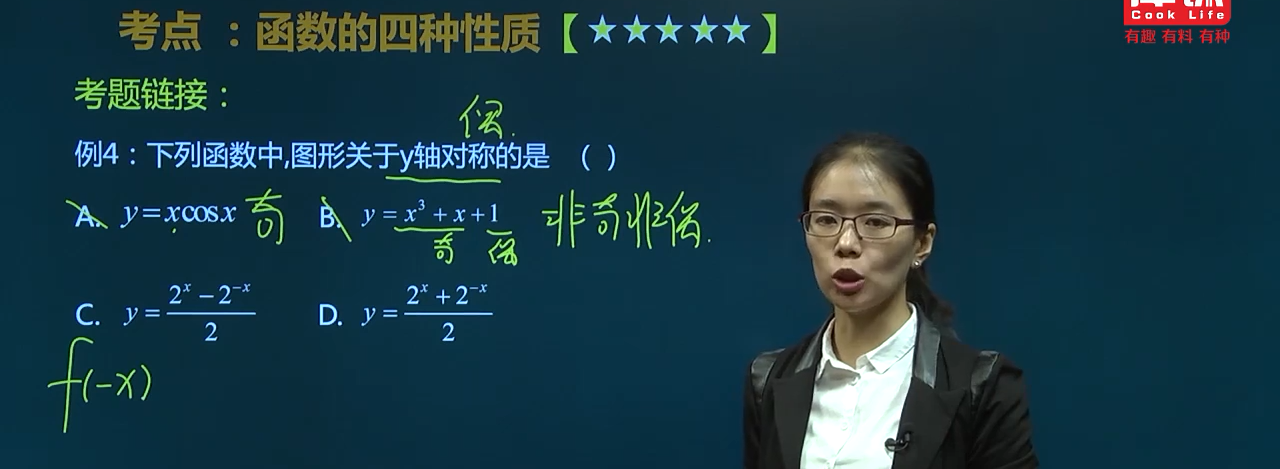 考点 ：函数的四种性质【★★★★★】
Cook Life
有趣 有料 有种
考题链接：
偶.
例4：下列函数中,图形关于y轴对称的是 （ ）
A. y=xcosx 奇 B. y = x³ + x +1 非奇非偶.
奇 偶
C. y = (2ˣ − 2⁻ˣ)/2 D. y = (2ˣ + 2⁻ˣ)/2
f(-x)